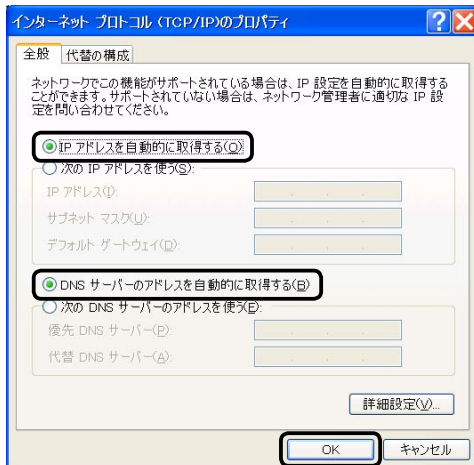 インターネット プロトコル (TCP/IP)のプロパティ
全般 代替の構成
ネットワークでこの機能がサポートされている場合は、IP 設定を自動的に取得する
ことができます。サポートされていない場合は、ネットワーク管理者に適切な IP 設
定を問い合わせてください。
IP アドレスを自動的に取得する(O)
次の IP アドレスを使う(S):
IP アドレス(I):
サブネット マスク(U):
デフォルト ゲートウェイ(D):
DNS サーバーのアドレスを自動的に取得する(B)
次の DNS サーバーのアドレスを使う(E):
優先 DNS サーバー(P):
代替 DNS サーバー(A):
詳細設定(V)...
OK キャンセル